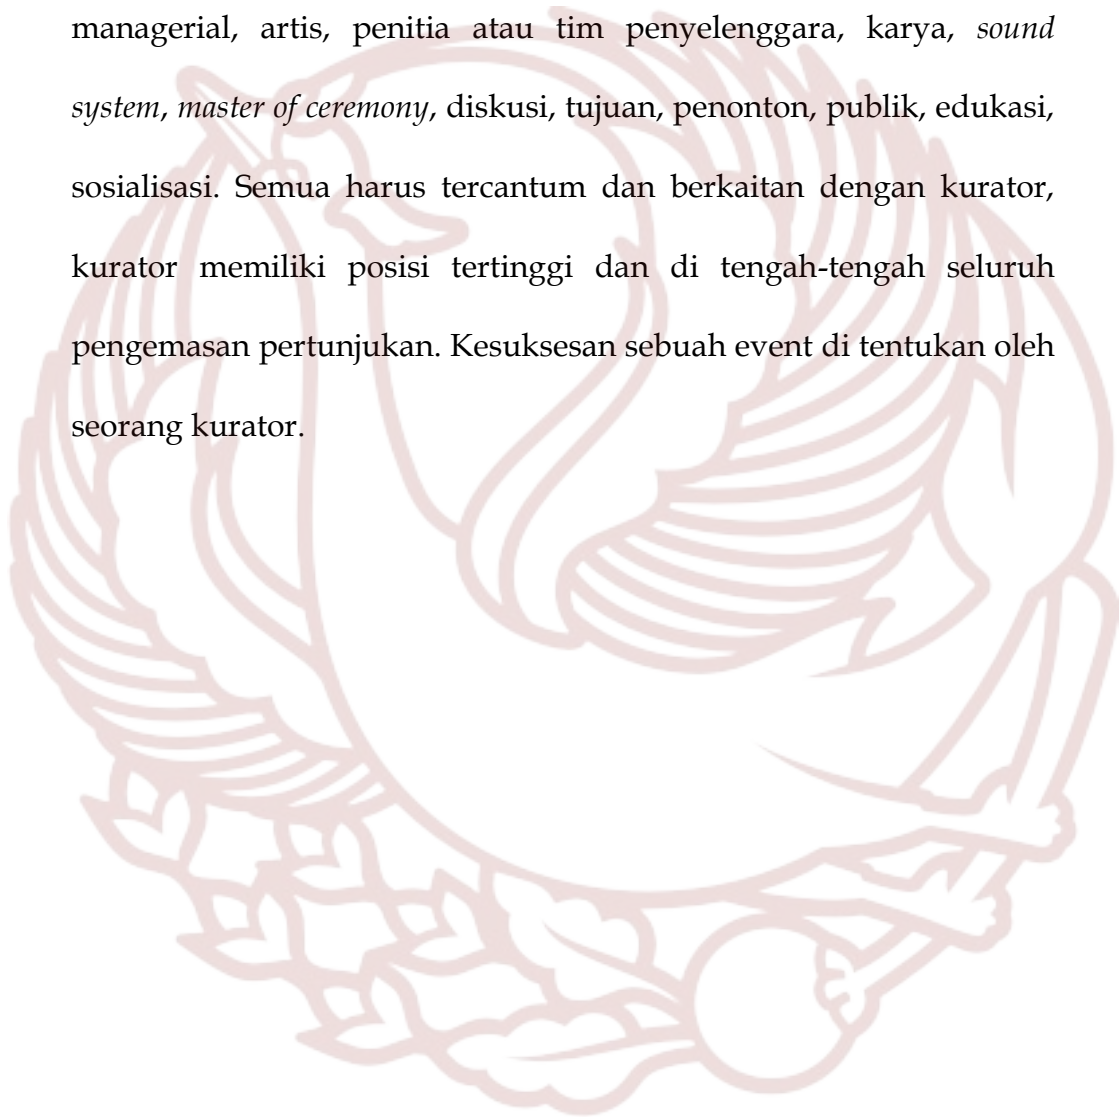 managerial, artis, penitia atau tim penyelenggara, karya, sound
system, master of ceremony, diskusi, tujuan, penonton, publik, edukasi,
sosialisasi. Semua harus tercantum dan berkaitan dengan kurator,
kurator memiliki posisi tertinggi dan di tengah-tengah seluruh
pengemasan pertunjukan. Kesuksesan sebuah event di tentukan oleh
seorang kurator.